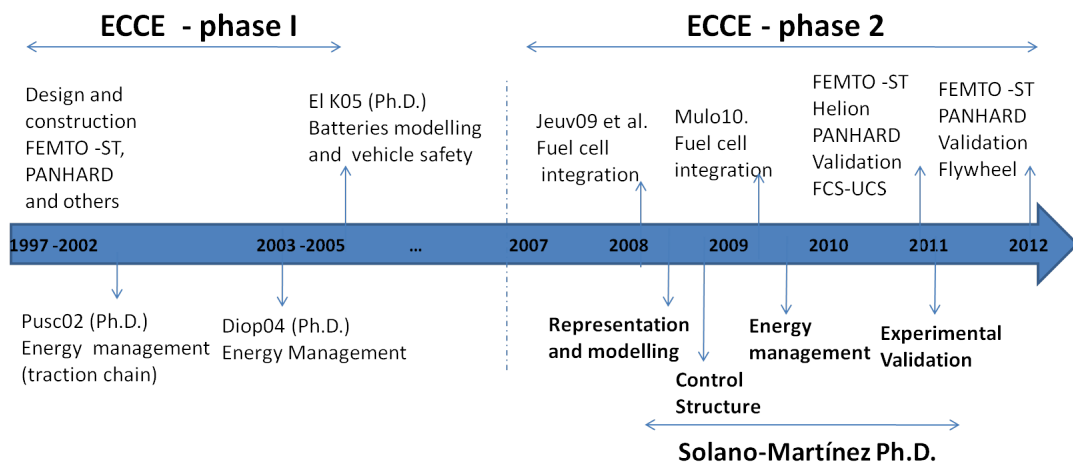 ECCE - phase I
ECCE - phase 2
Design and
construction
FEMTO -ST,
PANHARD
and others
El K05 (Ph.D.)
Batteries modelling
and vehicle safety
Jeuv09 et al.
Fuel cell
integration
Mulo10.
Fuel cell
integration
FEMTO -ST
Helion
PANHARD
Validation
FCS-UCS
FEMTO -ST
PANHARD
Validation
Flywheel
1997 -2002
2003 -2005
...
2007
2008
2009
2010
2011
2012
Pusc02 (Ph.D.)
Energy management
(traction chain)
Diop04 (Ph.D.)
Energy Management
Representation
and modelling
Control
Structure
Energy
management
Experimental
Validation
Solano-Martínez Ph.D.